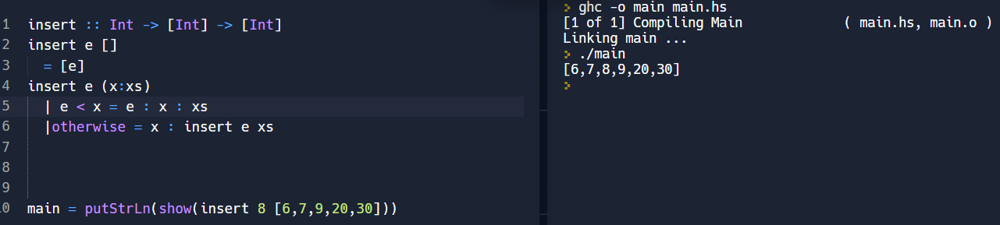 1 insert :: Int -> [Int] -> [Int]
2 insert e []
3 = [e]
4 insert e (x:xs)
5 | e < x = e : x : xs
6 |otherwise = x : insert e xs
7
8
9
0 main = putStrLn(show(insert 8 [6,7,9,20,30]))
> ghc -o main main.hs
[1 of 1] Compiling Main ( main.hs, main.o )
Linking main ...
> ./main
[6,7,8,9,20,30]
>